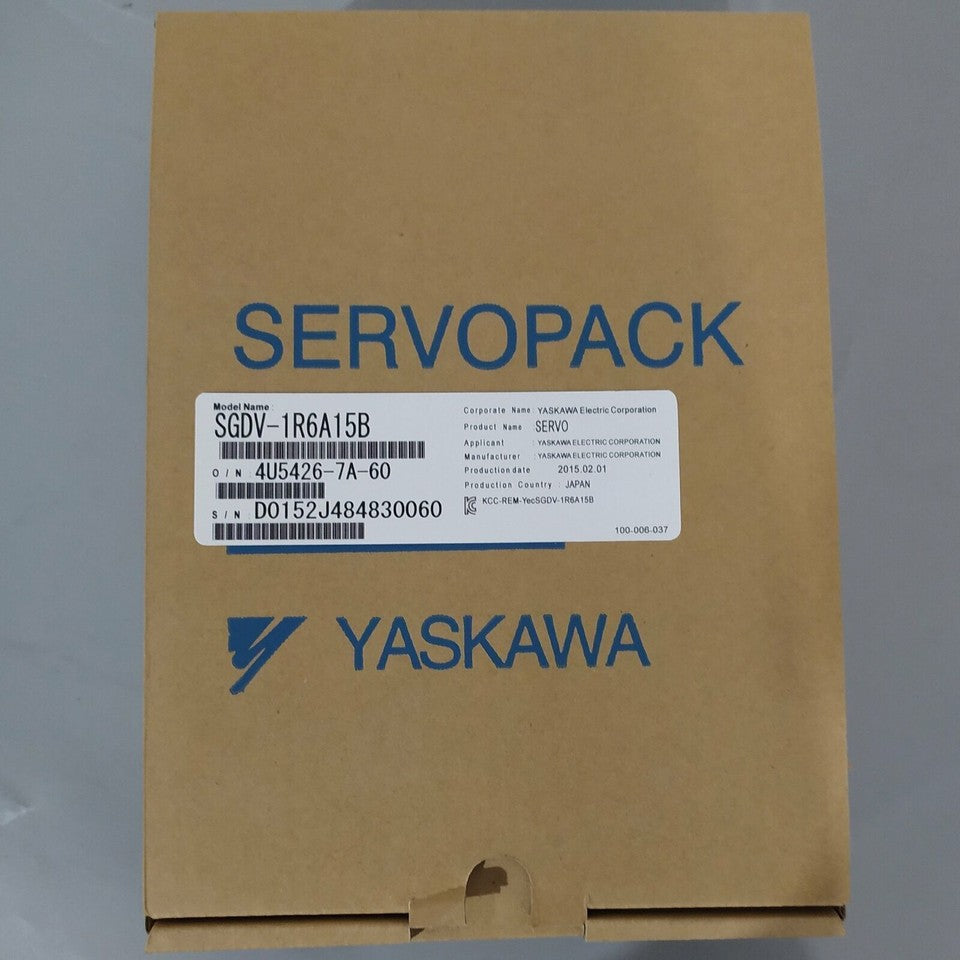 SERVOPACK
Model Name:
SGDV-1R6A15B
O/N 4U5426-7A-60
S/N D0152J484830060
Corporate Name: YASKAWA Electric Corporation
Product Name :SERVO
Applicant : YASKAWA ELECTRIC CORPORATION
Manufacturer : YASKAWA ELECTRIC CORPORATION
Production date 2015.02.01
Production Country : JAPAN
KCC-REM-YecSGDV-1R6A15B
100-006-037
YASKAWA